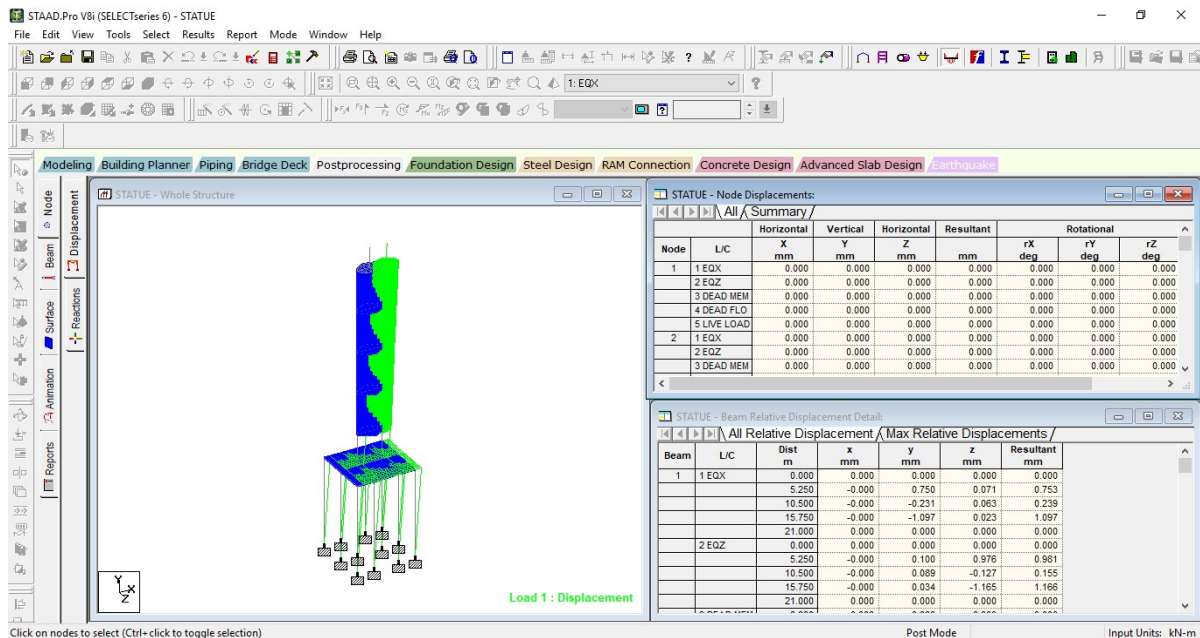 STAAD.Pro V8i (SELECTseries 6) - STATUE
File Edit View Tools Select Results Report Mode Window Help
1: EQX
Modeling Building Planner Piping Bridge Deck Postprocessing Foundation Design Steel Design RAM Connection Concrete Design Advanced Slab Design Earthquake
Node
Beam
Surface
Animation
Reports
Displacement
Reactions
STATUE - Whole Structure
Y
X
Z
Load 1 : Displacement
STATUE - Node Displacements:
All Summary
Horizontal Vertical Horizontal Resultant Rotational
Node L/C X mm Y mm Z mm mm rX deg rY deg rZ deg
1 1 EQX 0.000 0.000 0.000 0.000 0.000 0.000 0.000
2 EQZ 0.000 0.000 0.000 0.000 0.000 0.000 0.000
3 DEAD MEM 0.000 0.000 0.000 0.000 0.000 0.000 0.000
4 DEAD FLO 0.000 0.000 0.000 0.000 0.000 0.000 0.000
5 LIVE LOAD 0.000 0.000 0.000 0.000 0.000 0.000 0.000
2 1 EQX 0.000 0.000 0.000 0.000 0.000 0.000 0.000
2 EQZ 0.000 0.000 0.000 0.000 0.000 0.000 0.000
3 DEAD MEM 0.000 0.000 0.000 0.000 0.000 0.000 0.000
STATUE - Beam Relative Displacement Detail:
All Relative Displacement Max Relative Displacements
Beam L/C Dist m x mm y mm z mm Resultant mm
1 1 EQX 0.000 0.000 0.000 0.000 0.000
5.250 -0.000 0.750 0.071 0.753
10.500 -0.000 -0.231 0.063 0.239
15.750 -0.000 -1.097 0.023 1.097
21.000 0.000 0.000 0.000 0.000
2 EQZ 0.000 0.000 0.000 0.000 0.000
5.250 -0.000 0.100 0.976 0.981
10.500 -0.000 0.089 -0.127 0.155
15.750 -0.000 0.034 -1.165 1.166
21.000 0.000 0.000 0.000 0.000
Click on nodes to select (Ctrl+click to toggle selection) Post Mode Input Units: kN-m